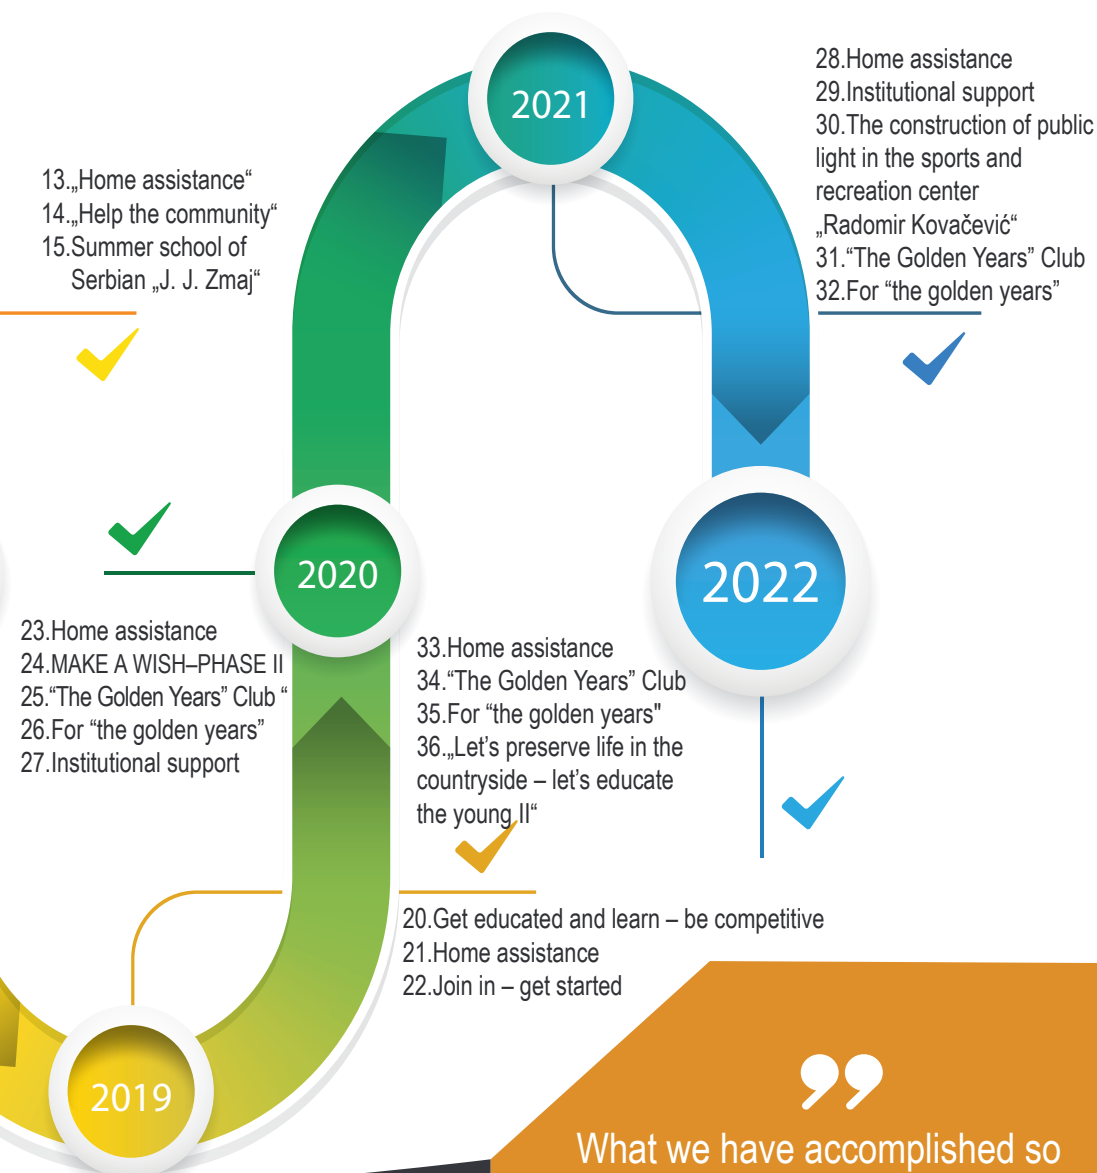 2021
28.Home assistance
29.Institutional support
30.The construction of public
light in the sports and
recreation center
„Radomir Kovačević“
31.“The Golden Years” Club
32.For “the golden years”
13.„Home assistance“
14.„Help the community“
15.Summer school of
Serbian „J. J. Zmaj“
2020
2022
23.Home assistance
24.MAKE A WISH–PHASE II
25.“The Golden Years” Club “
26.For “the golden years”
27.Institutional support
33.Home assistance
34.“The Golden Years” Club
35.For “the golden years"
36.„Let’s preserve life in the
countryside – let’s educate
the young II“
20.Get educated and learn – be competitive
21.Home assistance
22.Join in – get started
2019
”
What we have accomplished so